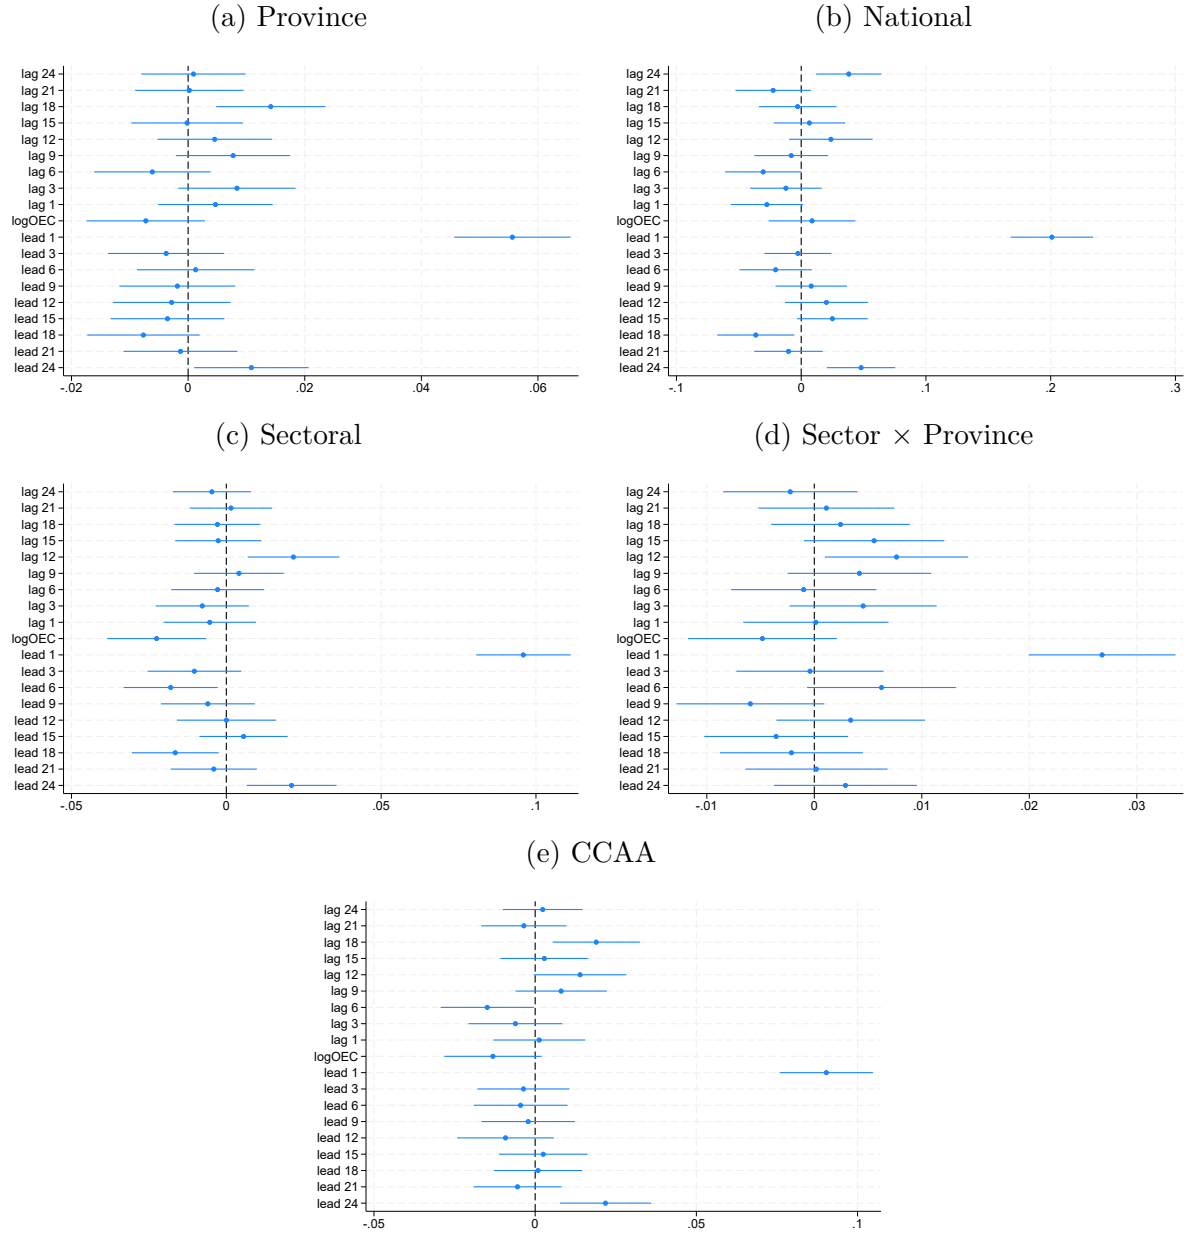 (a) Province
lag 24
lag 21
lag 18
lag 15
lag 12
lag 9
lag 6
lag 3
lag 1
logOEC
lead 1
lead 3
lead 6
lead 9
lead 12
lead 15
lead 18
lead 21
lead 24
-.02 0 .02 .04 .06
(b) National
lag 24
lag 21
lag 18
lag 15
lag 12
lag 9
lag 6
lag 3
lag 1
logOEC
lead 1
lead 3
lead 6
lead 9
lead 12
lead 15
lead 18
lead 21
lead 24
-.1 0 .1 .2 .3
(c) Sectoral
lag 24
lag 21
lag 18
lag 15
lag 12
lag 9
lag 6
lag 3
lag 1
logOEC
lead 1
lead 3
lead 6
lead 9
lead 12
lead 15
lead 18
lead 21
lead 24
-.05 0 .05 .1
(d) Sector × Province
lag 24
lag 21
lag 18
lag 15
lag 12
lag 9
lag 6
lag 3
lag 1
logOEC
lead 1
lead 3
lead 6
lead 9
lead 12
lead 15
lead 18
lead 21
lead 24
-.01 0 .01 .02 .03
(e) CCAA
lag 24
lag 21
lag 18
lag 15
lag 12
lag 9
lag 6
lag 3
lag 1
logOEC
lead 1
lead 3
lead 6
lead 9
lead 12
lead 15
lead 18
lead 21
lead 24
-.05 0 .05 .1